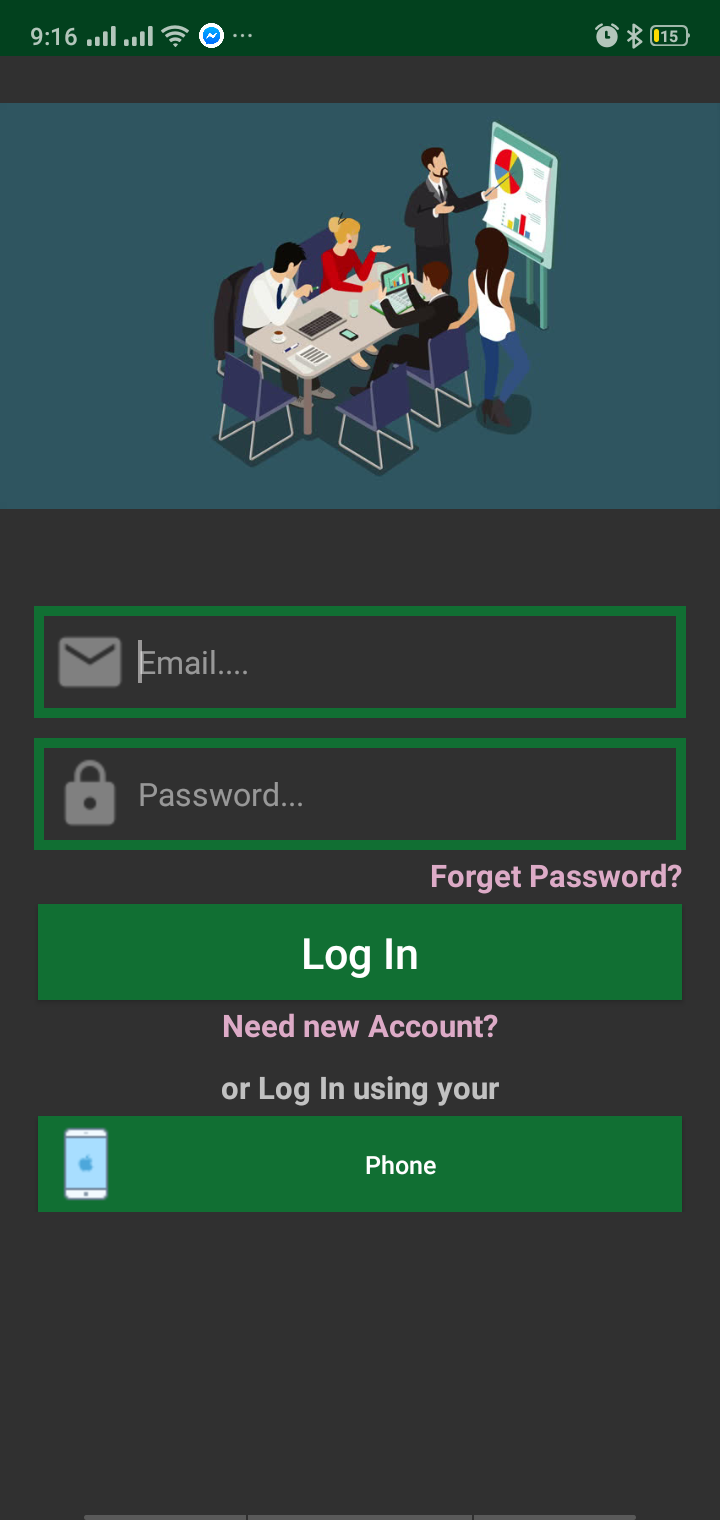 9:16 ... 15
Email....
Password...
Forget Password?
Log In
Need new Account?
or Log In using your
Phone